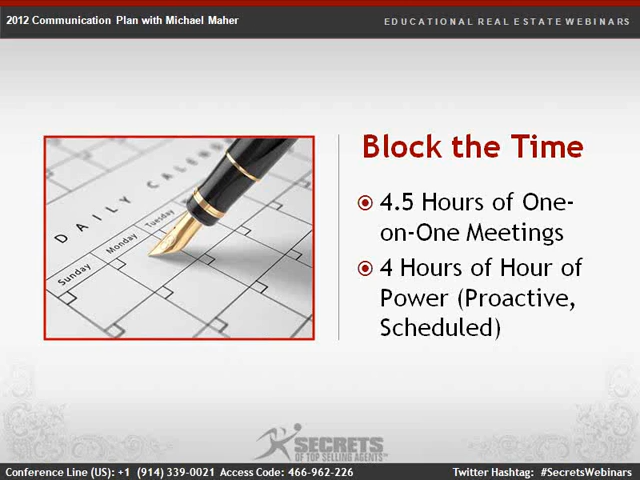 2012 Communication Plan with Michael Maher
EDUCATIONAL REAL ESTATE WEBINARS
DAILY CALEND
Sunday
Monday
Tuesday
Block the Time
4.5 Hours of One-
on-One Meetings
4 Hours of Hour of
Power (Proactive,
Scheduled)
SECRETS
OF TOP SELLING AGENTS
Conference Line (US): +1 (914) 339-0021 Access Code: 466-962-226
Twitter Hashtag: #SecretsWebinars